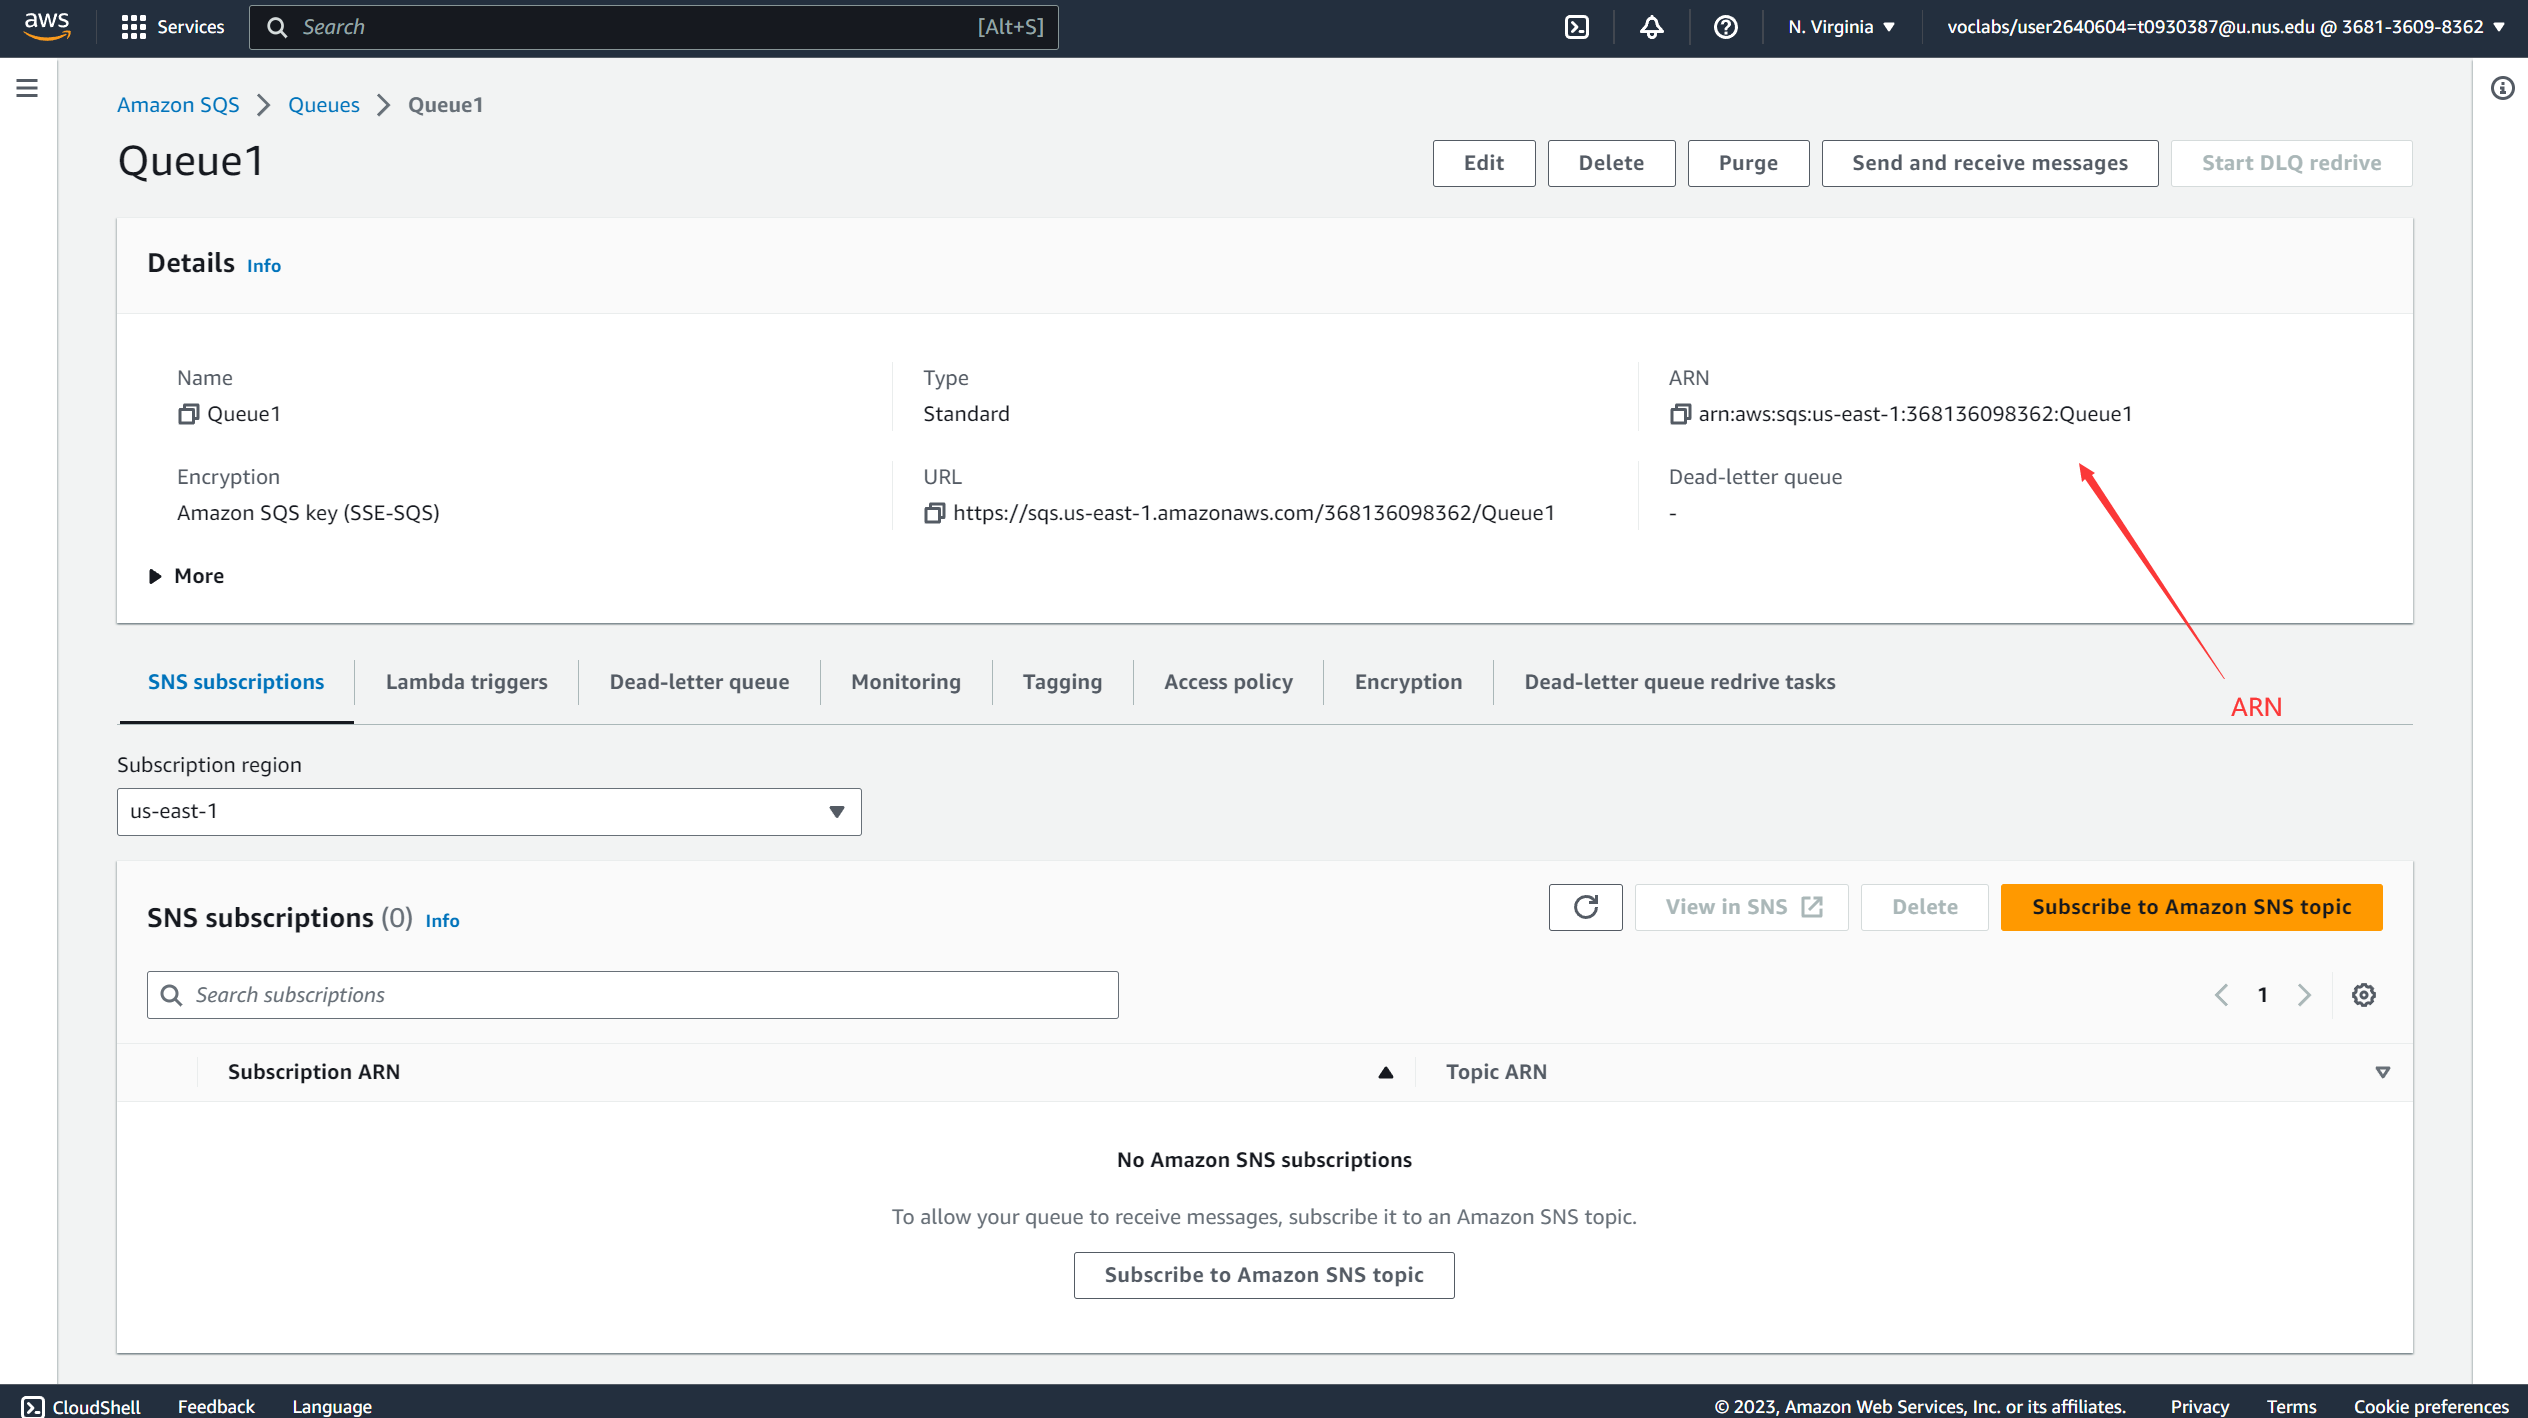 aws Services Search [Alt+S] N. Virginia voclabs/user2640604=t0930387@u.nus.edu @ 3681-3609-8362
Amazon SQS Queues Queue1
Queue1
Edit Delete Purge Send and receive messages Start DLQ redrive
Details Info
Name Type ARN
Queue1 Standard arn:aws:sqs:us-east-1:368136098362:Queue1
Encryption URL Dead-letter queue
Amazon SQS key (SSE-SQS) https://sqs.us-east-1.amazonaws.com/368136098362/Queue1 -
More
SNS subscriptions Lambda triggers Dead-letter queue Monitoring Tagging Access policy Encryption Dead-letter queue redrive tasks
ARN
Subscription region
us-east-1
SNS subscriptions (0) Info View in SNS Delete Subscribe to Amazon SNS topic
Search subscriptions 1
Subscription ARN Topic ARN
No Amazon SNS subscriptions
To allow your queue to receive messages, subscribe it to an Amazon SNS topic.
Subscribe to Amazon SNS topic
CloudShell Feedback Language © 2023, Amazon Web Services, Inc. or its affiliates. Privacy Terms Cookie preferences